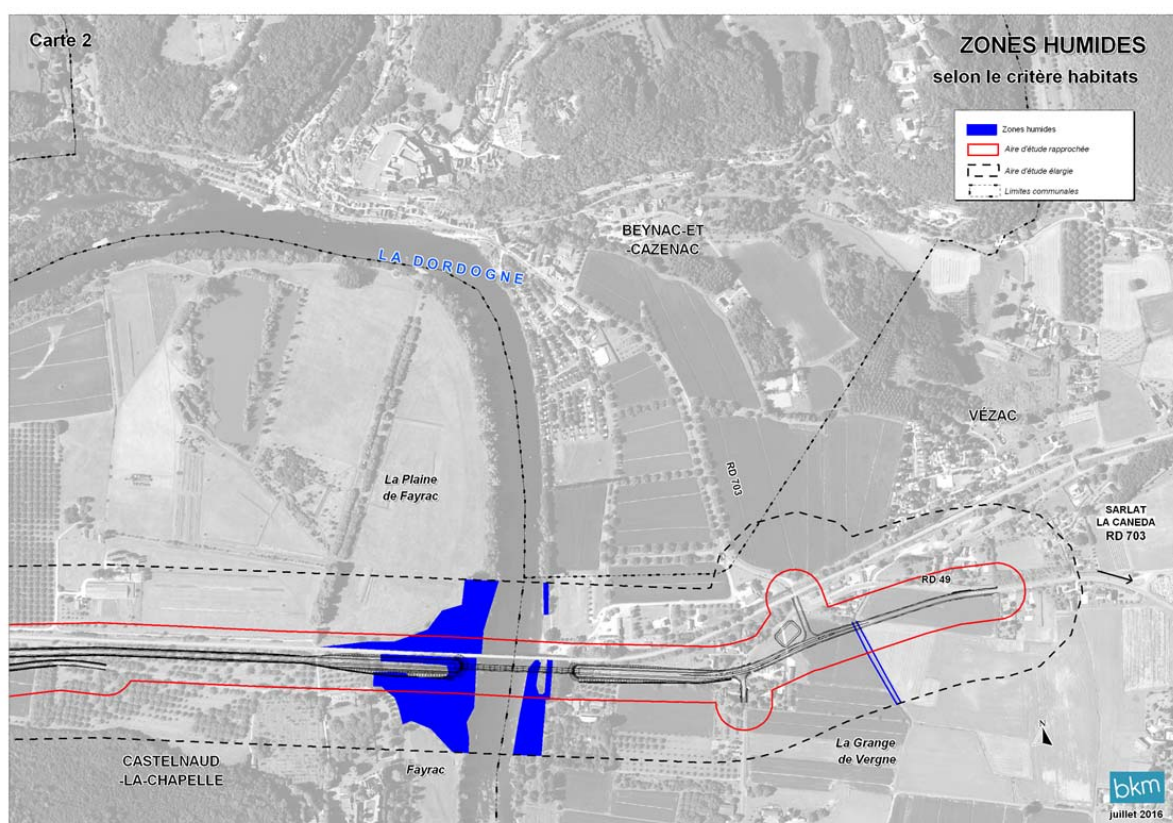 Carte 2
ZONES HUMIDES
selon le critère habitats
Zones humides
Aire d'étude rapprochée
Aire d'étude élargie
Limites communales
BEYNAC-ET
-CAZENAC
LA DORDOGNE
VÉZAC
La Plaine
de Fayrac
RD 703
SARLAT
LA CANEDA
RD 703
RD 49
La Grange
de Vergne
N
CASTELNAUD
-LA-CHAPELLE
Fayrac
bkm
juillet 2016